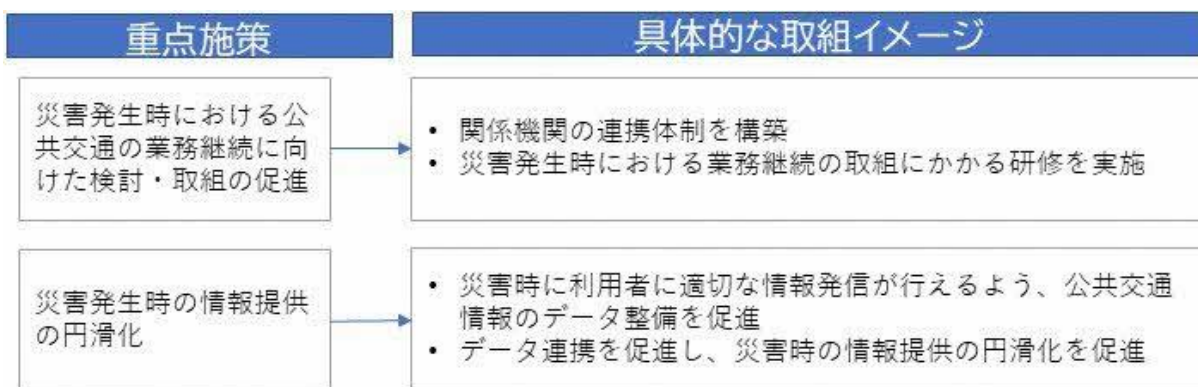 重点施策
具体的な取組イメージ
災害発生時における公
共交通の業務継続に向
けた検討・取組の促進
• 関係機関の連携体制を構築
• 災害発生時における業務継続の取組にかかる研修を実施
災害発生時の情報提供
の円滑化
• 災害時に利用者に適切な情報発信が行えるよう、公共交通
情報のデータ整備を促進
• データ連携を促進し、災害時の情報提供の円滑化を促進